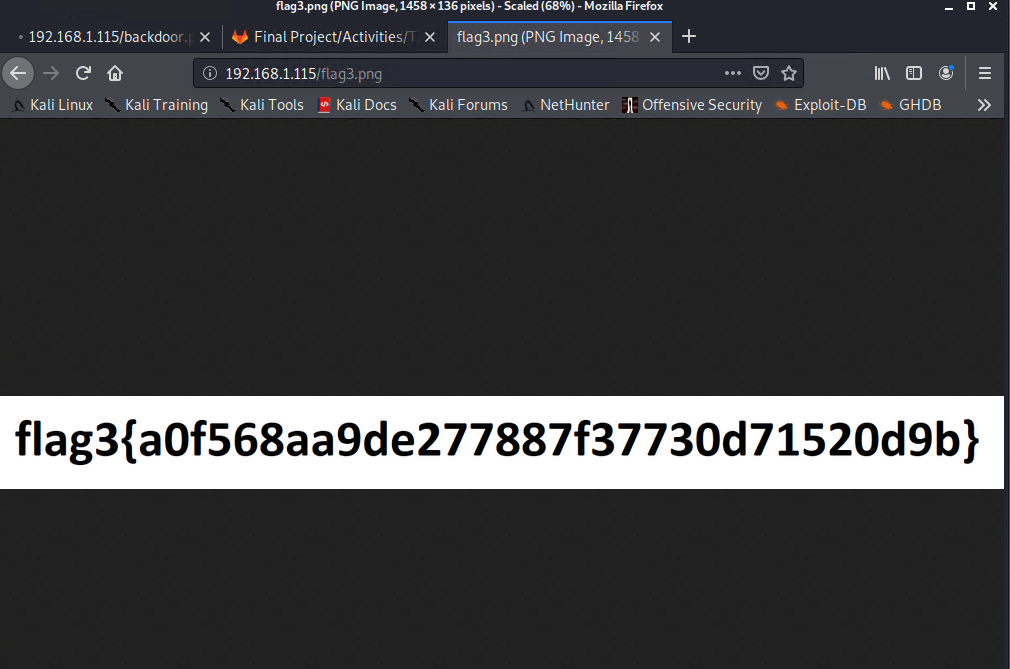 flag3.png (PNG Image, 1458 × 136 pixels) - Scaled (68%) - Mozilla Firefox
192.168.1.115/backdoor.p
Final Project/Activities/T
flag3.png (PNG Image, 1458
192.168.1.115/flag3.png
Kali Linux
Kali Training
Kali Tools
Kali Docs
Kali Forums
NetHunter
Offensive Security
Exploit-DB
GHDB
flag3{a0f568aa9de277887f37730d71520d9b}